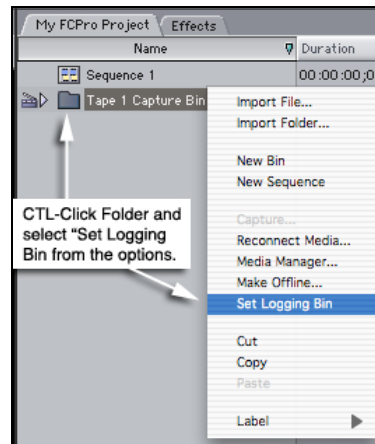 My FCPro Project Effects
Name Duration
Sequence 1 00:00:00;0
Tape 1 Capture Bin
Import File...
Import Folder...
New Bin
New Sequence
Capture...
Reconnect Media...
Media Manager...
Make Offline...
Set Logging Bin
Cut
Copy
Paste
Label
CTL-Click Folder and
select “Set Logging
Bin from the options.